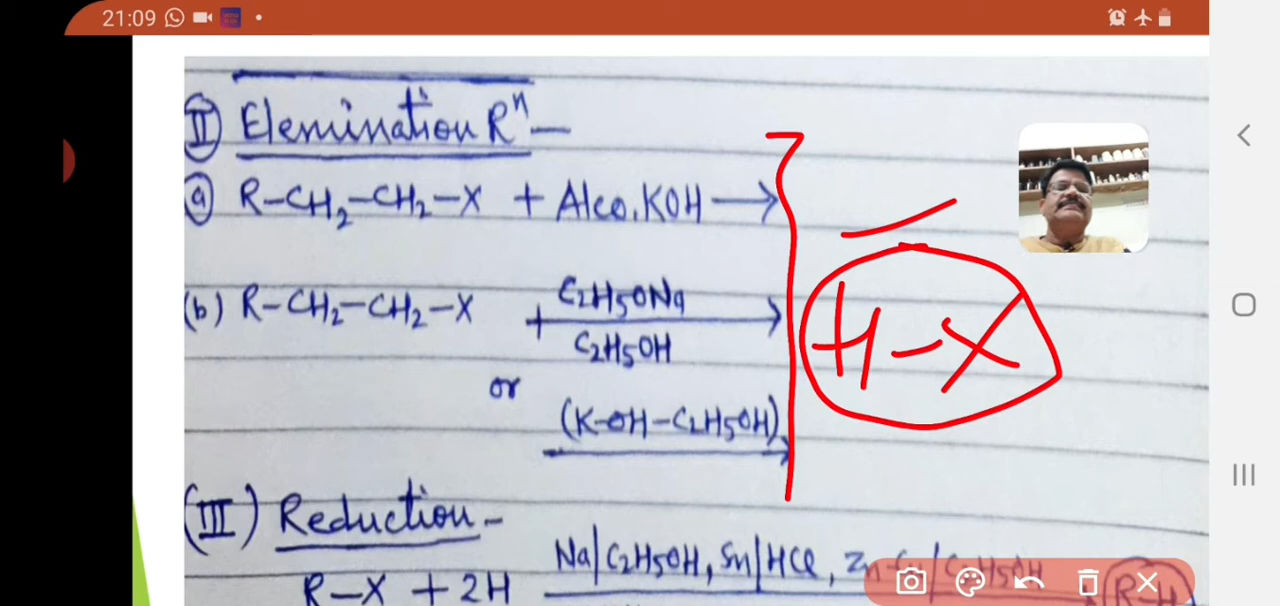 21:09
(II) Elemination Rⁿ —
(a) R-CH₂-CH₂-X + Alco.KOH →
(b) R-CH₂-CH₂-X + C₂H₅ONa →
C₂H₅OH
or
(K-OH-C₂H₅OH) →
H-X
(III) Reduction -
Na/C₂H₅OH, Sn/HCl,
R-X + 2H → R-H